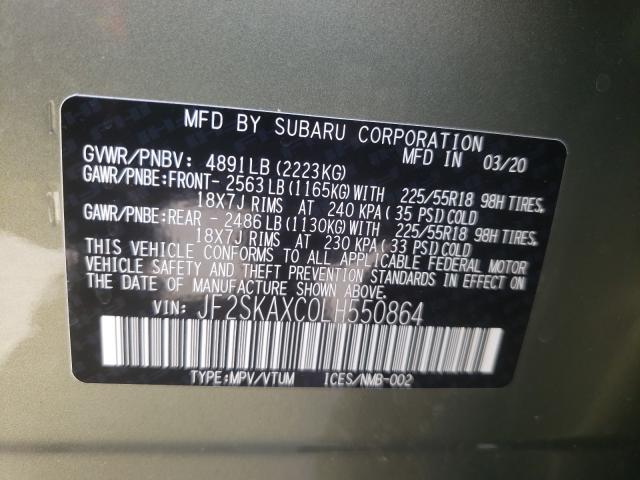 MFD BY SUBARU CORPORATION
GVWR/PNBV: 4891LB (2223KG) MFD IN 03/20
GAWR/PNBE:FRONT- 2563LB(1165KG)WITH 225/55R18 98H TIRES,
18X7J RIMS AT 240 KPA(35 PSI)COLD
GAWR/PNBE:REAR - 2486LB(1130KG)WITH 225/55R18 98H TIRES,
18X7J RIMS AT 230 KPA(33 PSI)COLD
THIS VEHICLE CONFORMS TO ALL APPLICABLE FEDERAL MOTOR
VEHICLE SAFETY AND THEFT PREVENTION STANDARDS IN EFFECT ON
THE DATE OF MANUFACTURE SHOWN ABOVE.
VIN: JF2SKAXC0LH550864
TYPE:MPV/VTUM ICES/NMB-002